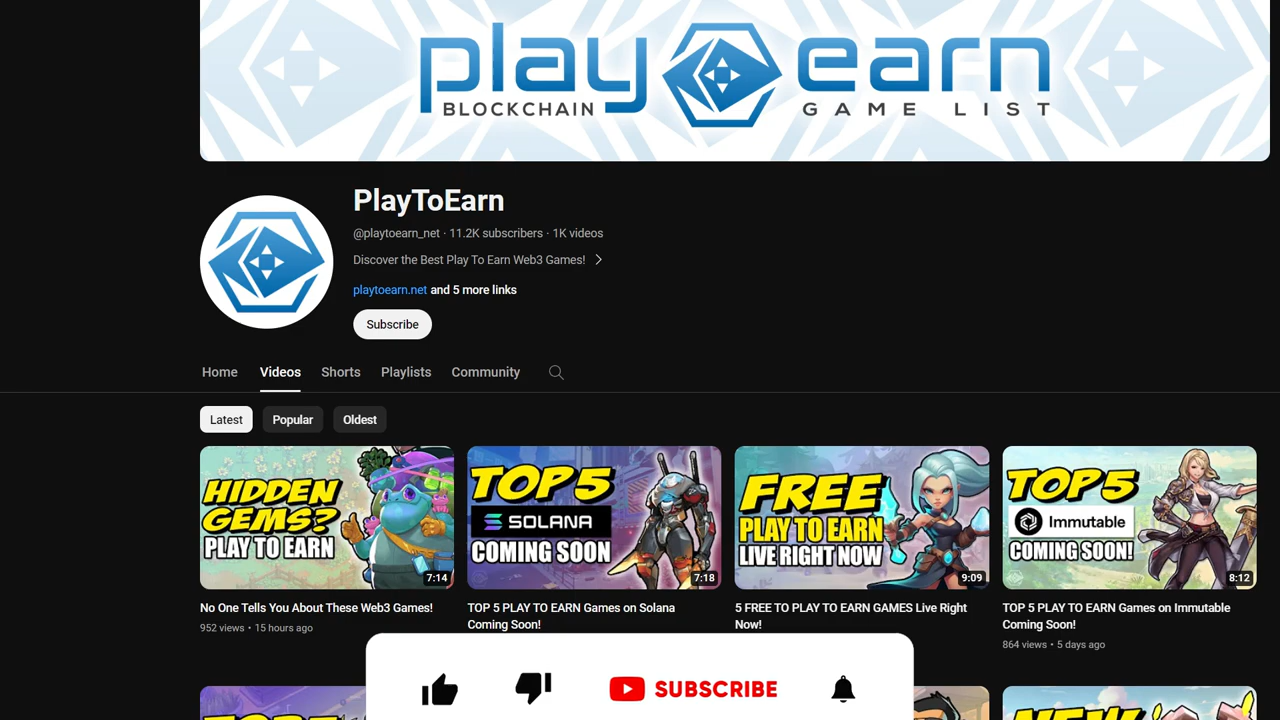 play earn
BLOCKCHAIN GAME LIST
PlayToEarn
@playtoearn_net · 11.2K subscribers · 1K videos
Discover the Best Play To Earn Web3 Games!
playtoearn.net and 5 more links
Subscribe
Home Videos Shorts Playlists Community
Latest Popular Oldest
HIDDEN
GEMS?
PLAY TO EARN
7:14
TOP 5
SOLANA
COMING SOON
7:18
FREE
PLAY TO EARN
LIVE RIGHT NOW
9:09
TOP 5
Immutable
COMING SOON!
8:12
No One Tells You About These Web3 Games!
952 views • 15 hours ago
TOP 5 PLAY TO EARN Games on Solana
Coming Soon!
5 FREE TO PLAY TO EARN GAMES Live Right
Now!
TOP 5 PLAY TO EARN Games on Immutable
Coming Soon!
864 views • 5 days ago
SUBSCRIBE
TOP 5
NEW